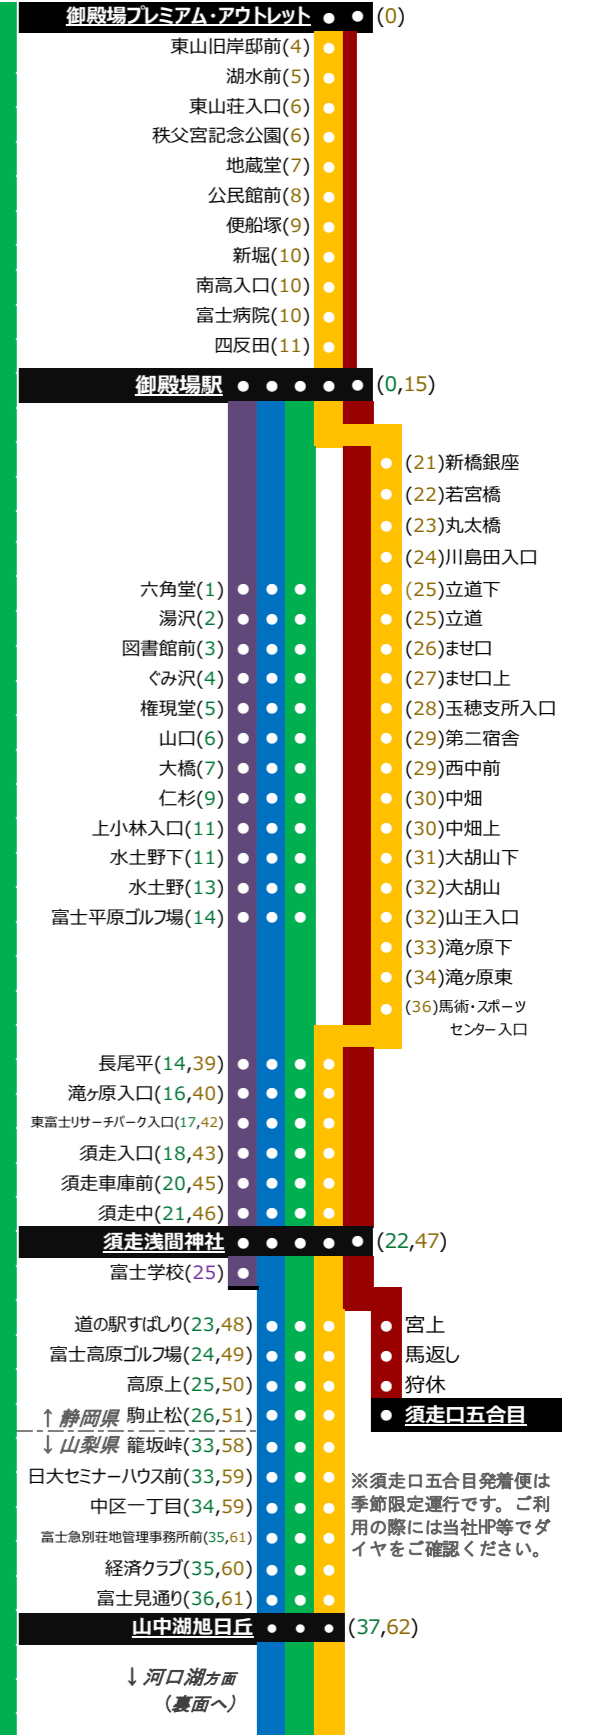 御殿場プレミアム・アウトレット (0)
東山旧岸邸前(4)
湖水前(5)
東山荘入口(6)
秩父宮記念公園(6)
地蔵堂(7)
公民館前(8)
便船塚(9)
新堀(10)
南高入口(10)
富士病院(10)
四反田(11)
御殿場駅 (0,15)
(21)新橋銀座
(22)若宮橋
(23)丸太橋
(24)川島田入口
六角堂(1) (25)立道下
湯沢(2) (25)立道
図書館前(3) (26)ませ口
ぐみ沢(4) (27)ませ口上
権現堂(5) (28)玉穂支所入口
山口(6) (29)第二宿舎
大橋(7) (29)西中前
仁杉(9) (30)中畑
上小林入口(11) (30)中畑上
水土野下(11) (31)大胡山下
水土野(13) (32)大胡山
富士平原ゴルフ場(14) (32)山王入口
(33)滝ヶ原下
(34)滝ヶ原東
(36)馬術・スポーツ
センター入口
長尾平(14,39)
滝ヶ原入口(16,40)
東富士リサーチパーク入口(17,42)
須走入口(18,43)
須走車庫前(20,45)
須走中(21,46)
須走浅間神社 (22,47)
富士学校(25)
道の駅すばしり(23,48) 宮上
富士高原ゴルフ場(24,49) 馬返し
高原上(25,50) 狩休
↑静岡県 駒止松(26,51) 須走口五合目
↓山梨県 籠坂峠(33,58)
日大セミナーハウス前(33,59)
中区一丁目(34,59)
富士急別荘地管理事務所前(35,61)
経済クラブ(35,60)
富士見通り(36,61)
※須走口五合目発着便は
季節限定運行です。ご利
用の際には当社HP等でダ
イヤをご確認ください。
山中湖旭日丘 (37,62)
↓河口湖方面
(裏面へ)